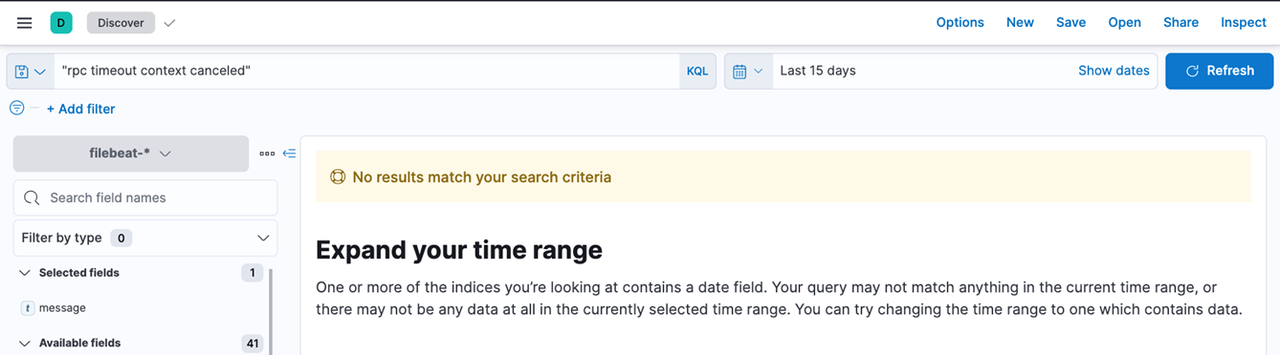 D Discover Options New Save Open Share Inspect
"rpc timeout context canceled" KQL Last 15 days Show dates Refresh
+ Add filter
filebeat-*
No results match your search criteria
Search field names
Filter by type 0
Expand your time range
Selected fields 1
One or more of the indices you’re looking at contains a date field. Your query may not match anything in the current time range, or
message
there may not be any data at all in the currently selected time range. You can try changing the time range to one which contains data.
Available fields 41